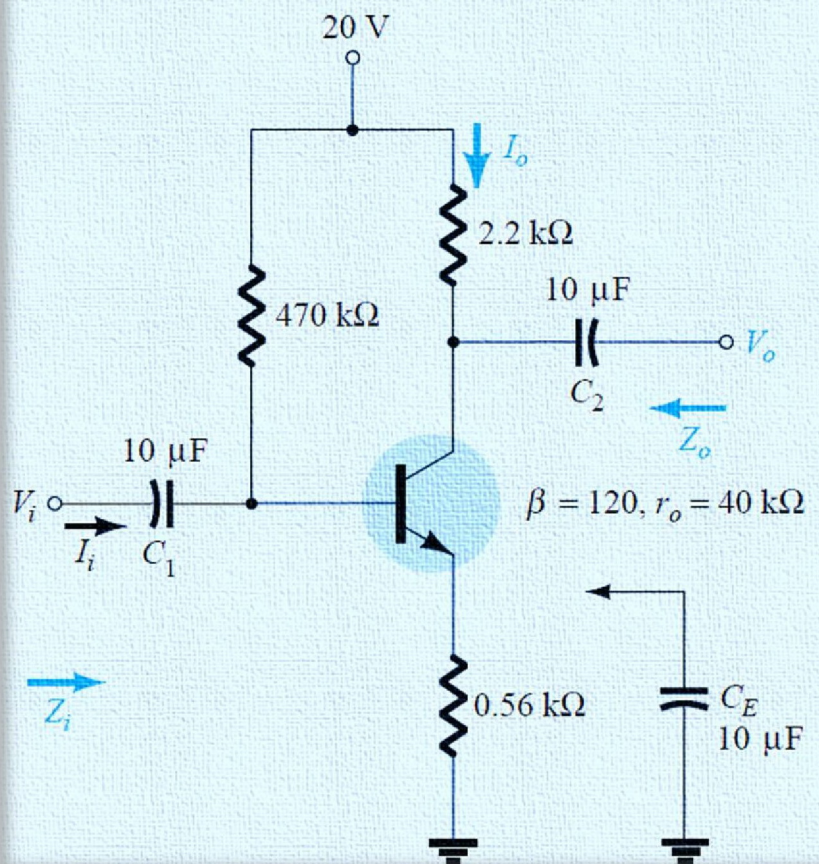 20 V
I_o
2.2 kΩ
10 μF
470 kΩ
V_o
C_2
Z_o
10 μF
V_i
β = 120, r_o = 40 kΩ
I_i
C_1
Z_i
0.56 kΩ
C_E
10 μF